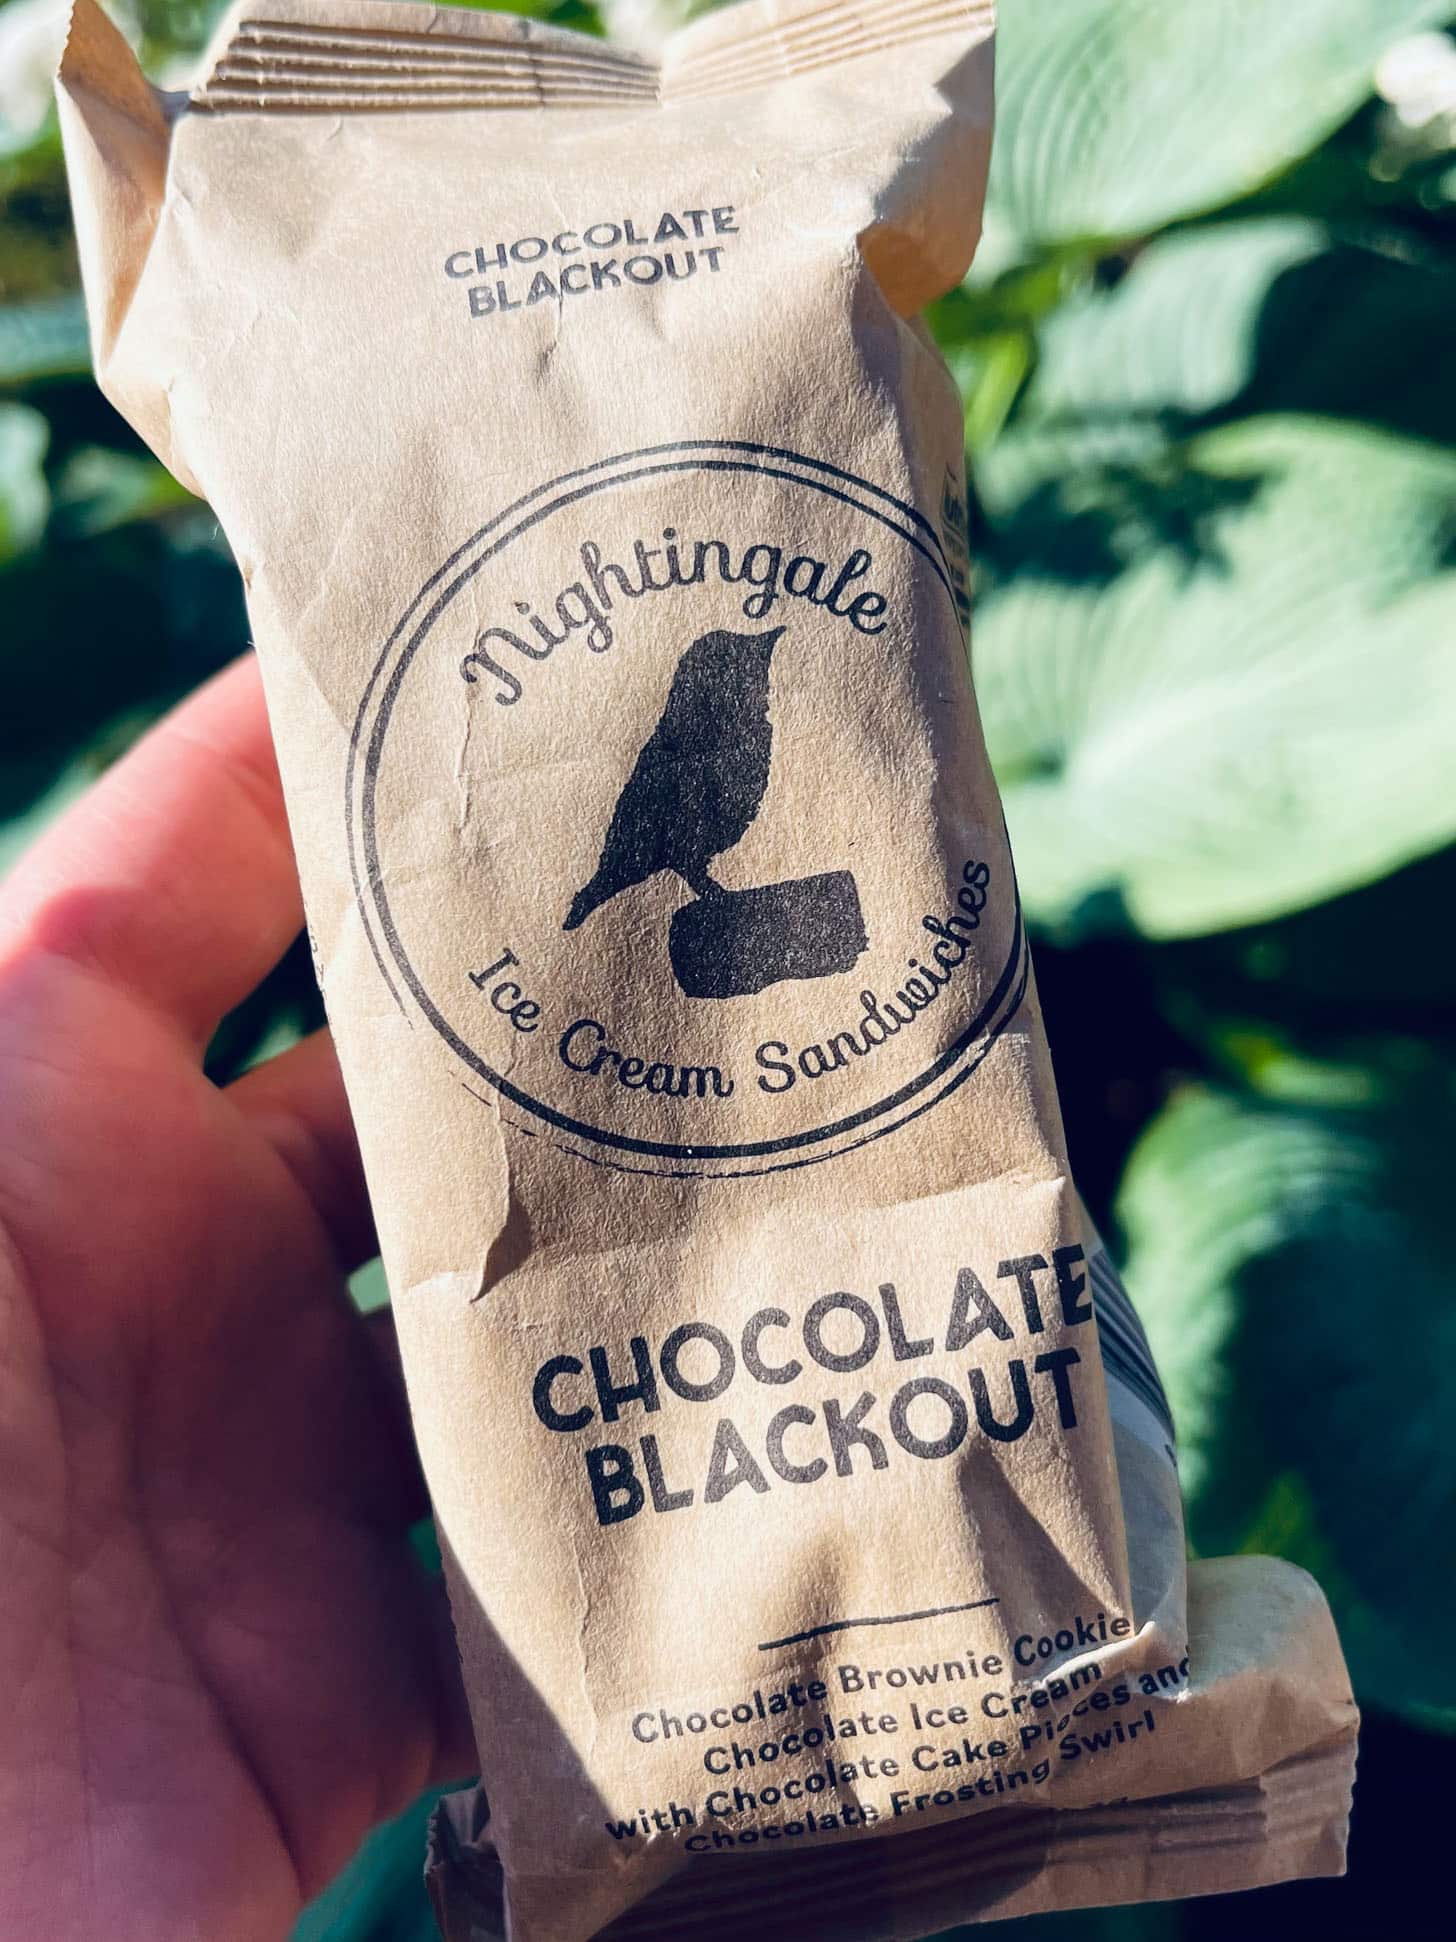 CHOCOLATE
BLACKOUT
Nightingale
Ice Cream Sandwiches
CHOCOLATE
BLACKOUT
Chocolate Brownie Cookie
Chocolate Ice Cream
with Chocolate Cake Pieces and
Chocolate Frosting Swirl